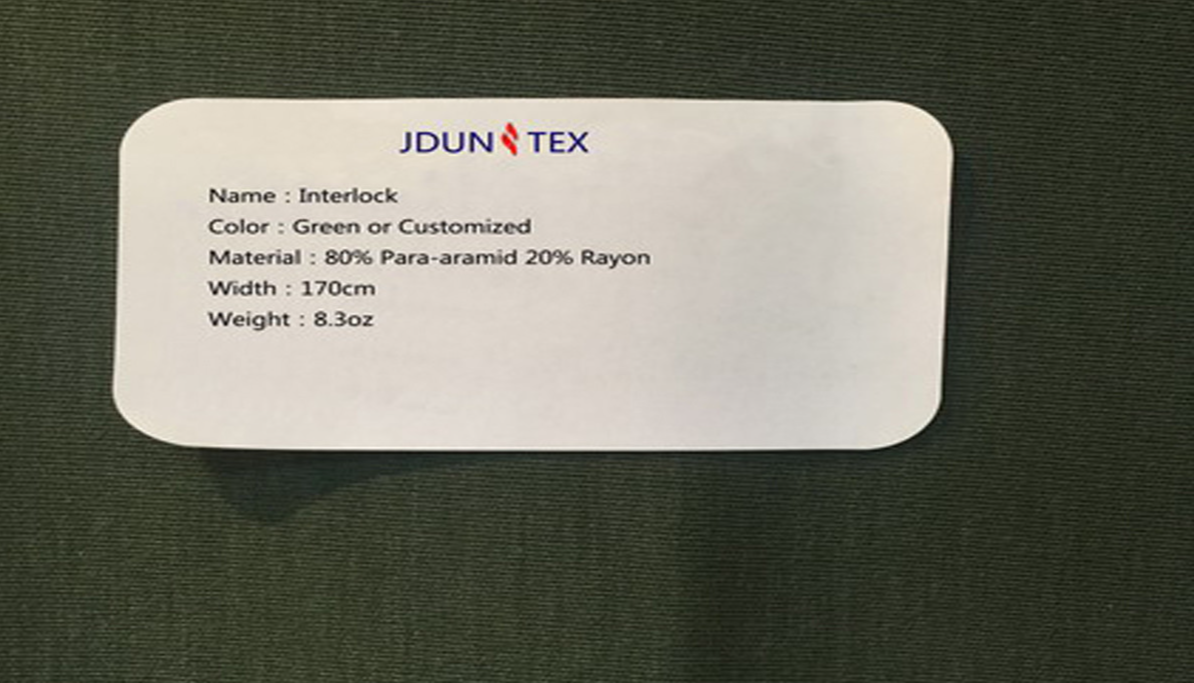 JDUN TEX
Name : Interlock
Color : Green or Customized
Material : 80% Para-aramid 20% Rayon
Width : 170cm
Weight : 8.3oz